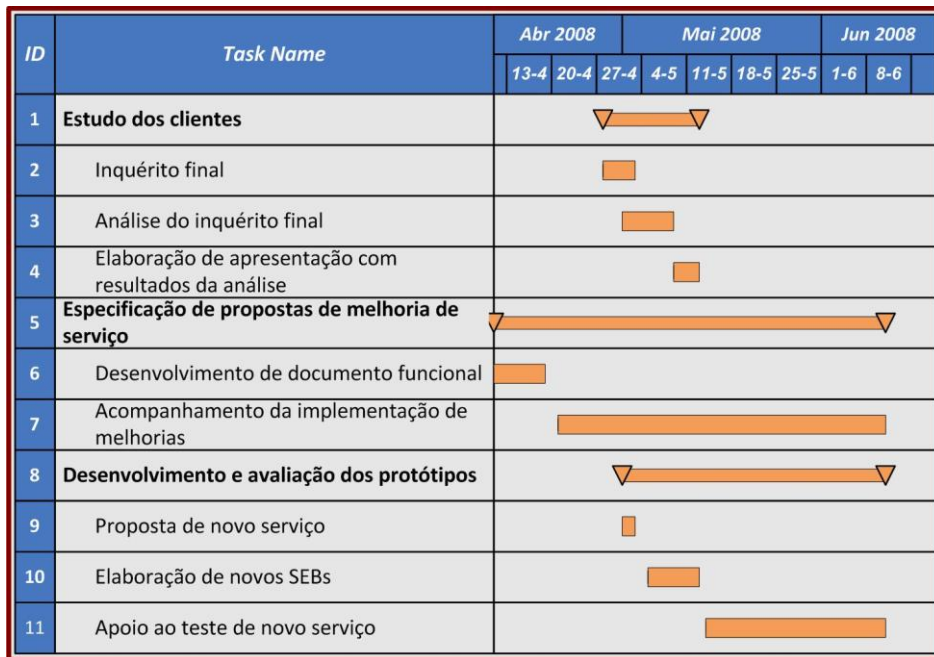 ID
Task Name
Abr 2008
Mai 2008
Jun 2008
13-4
20-4
27-4
4-5
11-5
18-5
25-5
1-6
8-6
1
Estudo dos clientes
2
Inquérito final
3
Análise do inquérito final
4
Elaboração de apresentação com
resultados da análise
5
Especificação de propostas de melhoria de
serviço
6
Desenvolvimento de documento funcional
7
Acompanhamento da implementação de
melhorias
8
Desenvolvimento e avaliação dos protótipos
9
Proposta de novo serviço
10
Elaboração de novos SEBs
11
Apoio ao teste de novo serviço